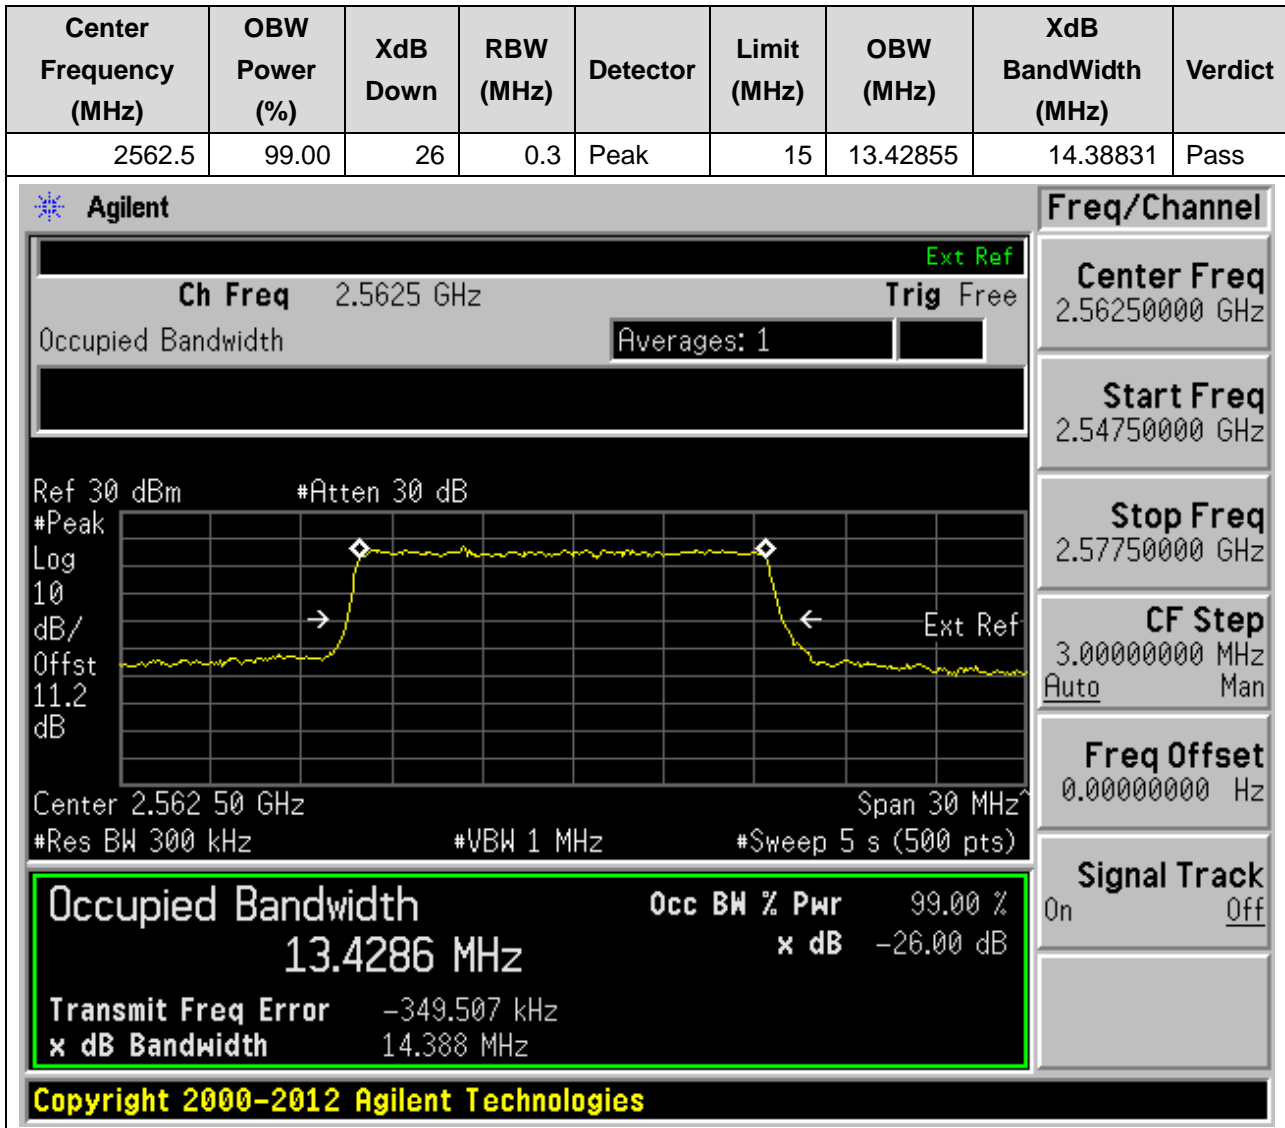 Center Frequency (MHz) OBW Power (%) XdB Down RBW (MHz) Detector Limit (MHz) OBW (MHz) XdB BandWidth (MHz) Verdict
2562.5 99.00 26 0.3 Peak 15 13.42855 14.38831 Pass
Agilent
Ext Ref
Ch Freq 2.5625 GHz Trig Free
Occupied Bandwidth Averages: 1
Ref 30 dBm #Atten 30 dB
#Peak
Log
10
dB/
Offst
11.2
dB
Ext Ref
Center 2.562 50 GHz Span 30 MHz^
#Res BW 300 kHz #VBW 1 MHz #Sweep 5 s (500 pts)
Occupied Bandwidth Occ BW % Pwr 99.00 %
13.4286 MHz x dB -26.00 dB
Transmit Freq Error -349.507 kHz
x dB Bandwidth 14.388 MHz
Freq/Channel
Center Freq
2.56250000 GHz
Start Freq
2.54750000 GHz
Stop Freq
2.57750000 GHz
CF Step
3.00000000 MHz
Auto Man
Freq Offset
0.00000000 Hz
Signal Track
On Off
Copyright 2000-2012 Agilent Technologies